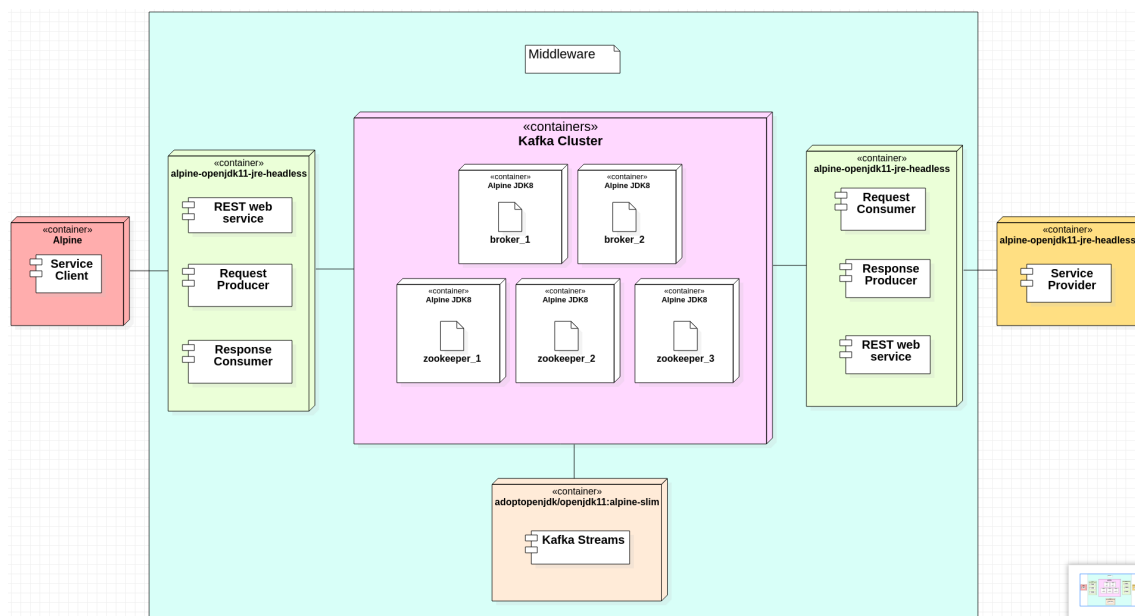 Middleware
«container»
Alpine
Service
Client
«container»
alpine-openjdk11-jre-headless
REST web
service
Request
Producer
Response
Consumer
«containers»
Kafka Cluster
«container»
Alpine JDK8
broker_1
«container»
Alpine JDK8
broker_2
«container»
Alpine JDK8
zookeeper_1
«container»
Alpine JDK8
zookeeper_2
«container»
Alpine JDK8
zookeeper_3
«container»
adoptopenjdk/openjdk11:alpine-slim
Kafka Streams
«container»
alpine-openjdk11-jre-headless
Request
Consumer
Response
Producer
REST web
service
«container»
alpine-openjdk11-jre-headless
Service
Provider